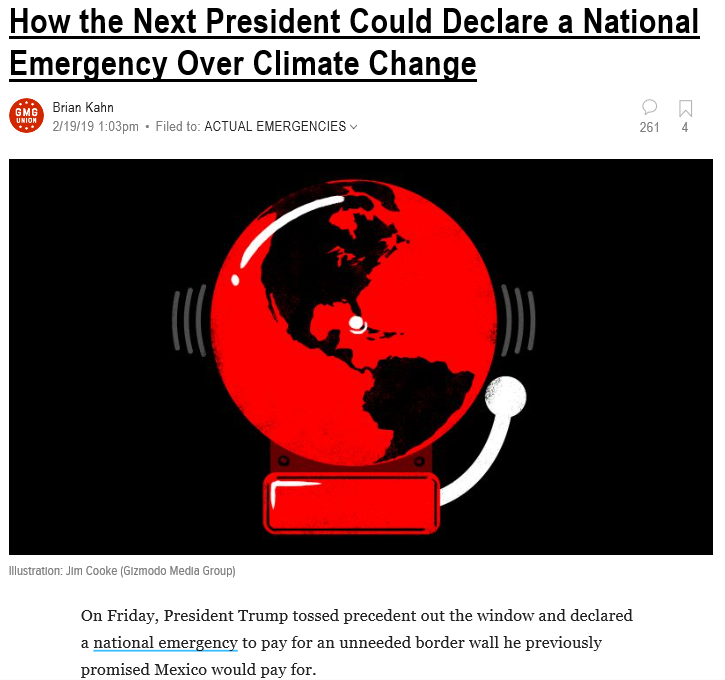 How the Next President Could Declare a National
Emergency Over Climate Change
GMG
UNION
Brian Kahn
2/19/19 1:03pm • Filed to: ACTUAL EMERGENCIES
261
4
Illustration: Jim Cooke (Gizmodo Media Group)
On Friday, President Trump tossed precedent out the window and declared
a national emergency to pay for an unneeded border wall he previously
promised Mexico would pay for.